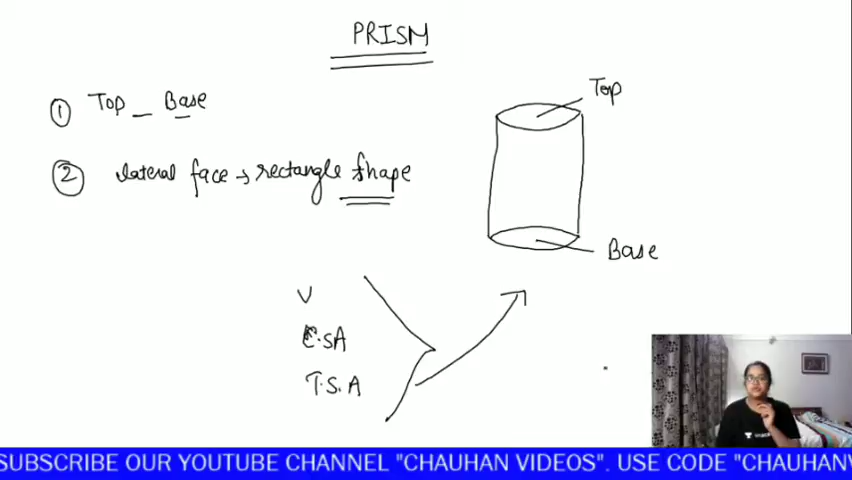 PRISM
① Top _ Base
② lateral face → rectangle shape
Top
Base
V
C.SA
T.S.A
SUBSCRIBE OUR YOUTUBE CHANNEL "CHAUHAN VIDEOS". USE CODE "CHAUHANV